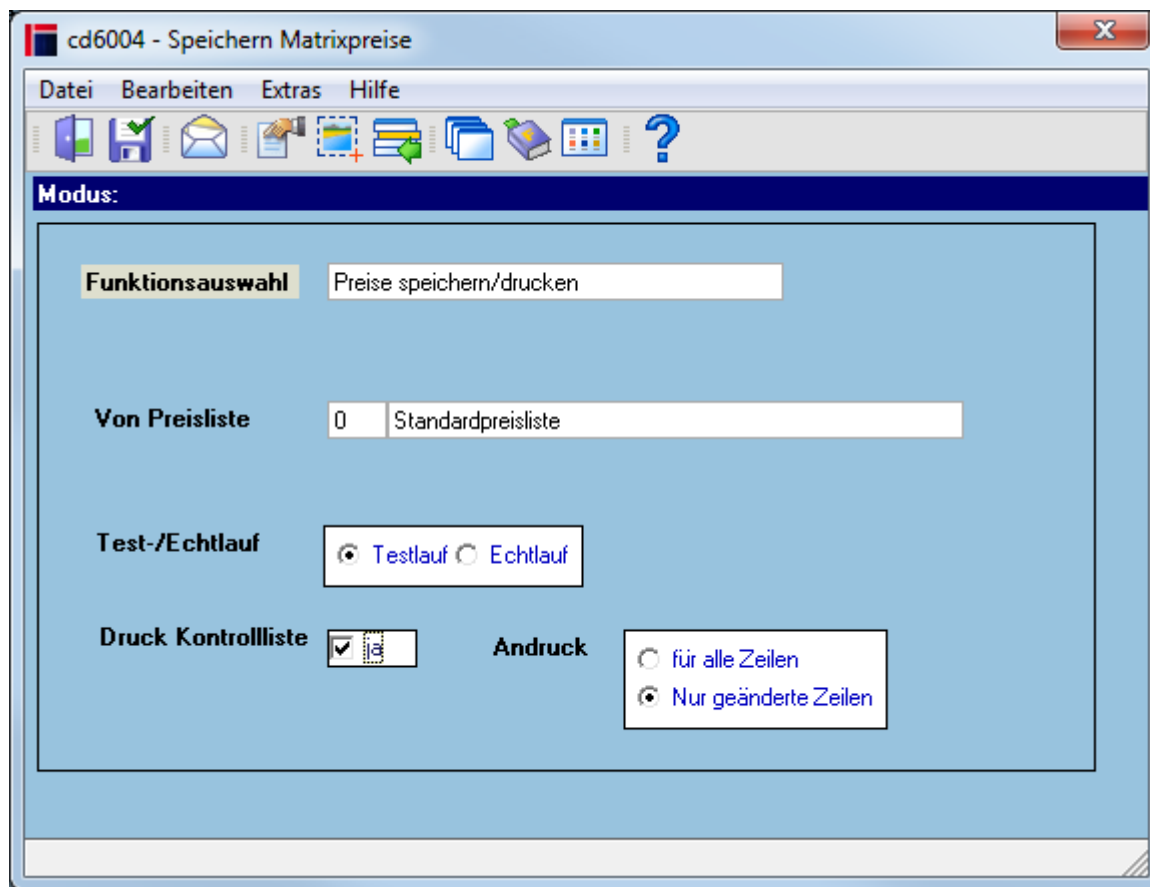 cd6004 - Speichern Matrixpreise
Datei Bearbeiten Extras Hilfe
Modus:
Funktionsauswahl Preise speichern/drucken
Von Preisliste 0 Standardpreisliste
Test-/Echtlauf Testlauf Echtlauf
Druck Kontrollliste ja Andruck für alle Zeilen
Nur geänderte Zeilen